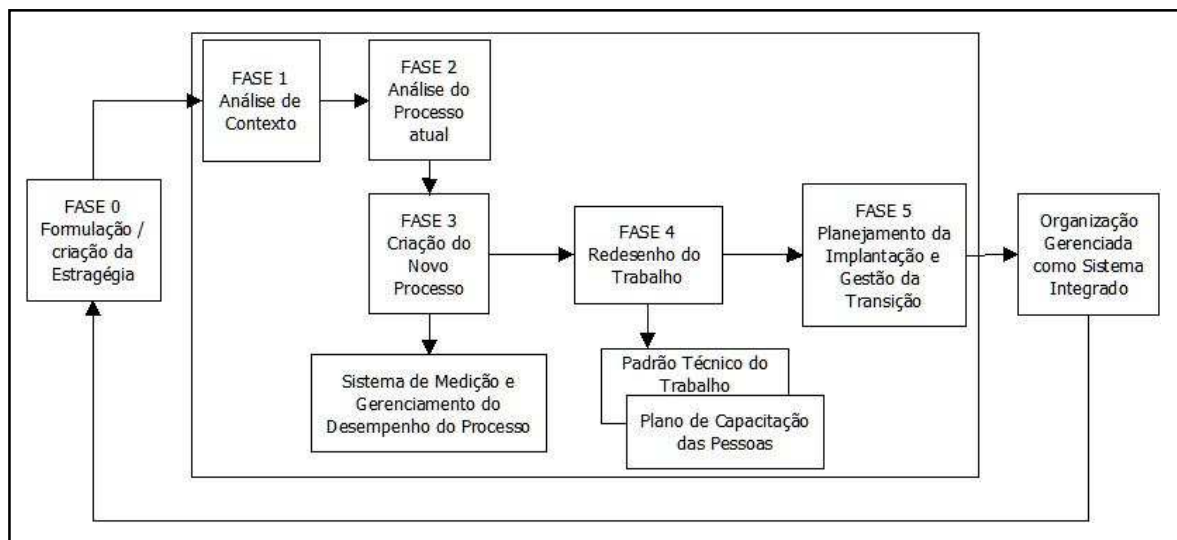 FASE 1
Análise de
Contexto
FASE 2
Análise do
Processo
atual
FASE 0
Formulação /
criação da
Estragégia
FASE 3
Criação do
Novo
Processo
FASE 4
Redesenho do
Trabalho
FASE 5
Planejamento da
Implantação e
Gestão da
Transição
Organização
Gerenciada
como Sistema
Integrado
Sistema de Medição e
Gerenciamento do
Desempenho do Processo
Padrão Técnico do
Trabalho
Plano de Capacitação
das Pessoas